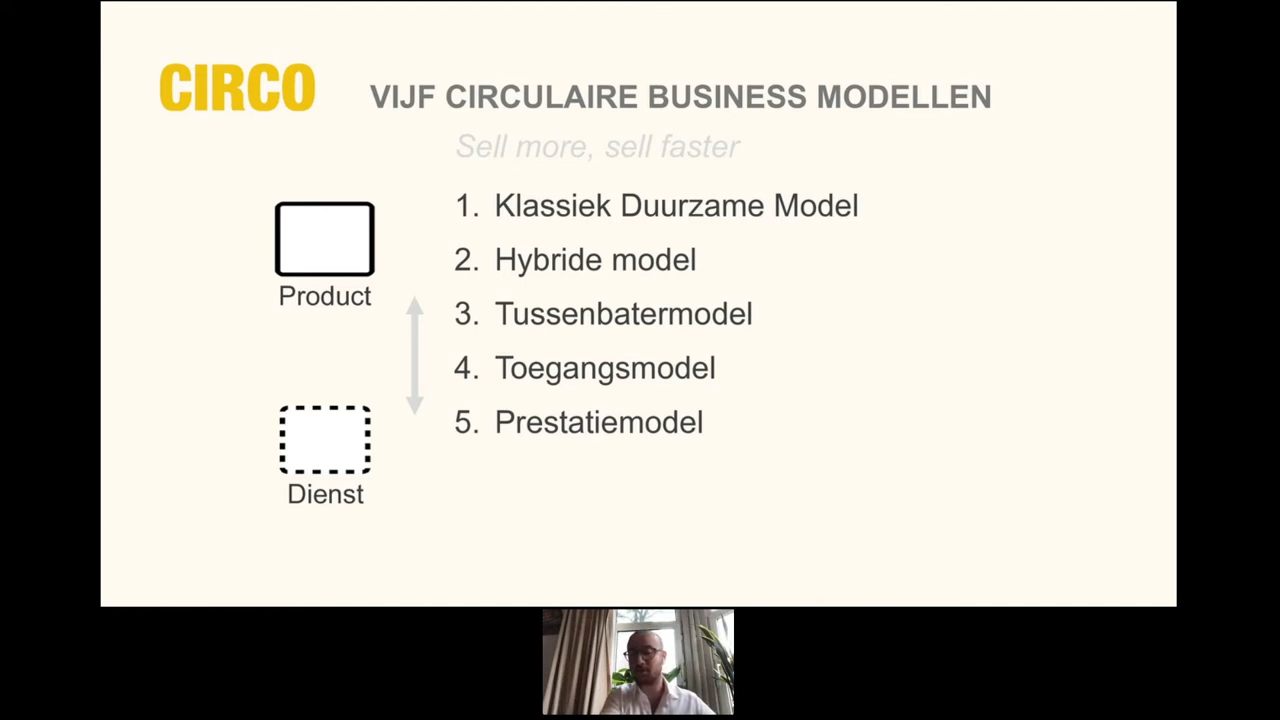 CIRCO
VIJF CIRCULAIRE BUSINESS MODELLEN
Sell more, sell faster
1. Klassiek Duurzame Model
2. Hybride model
Product
3. Tussenbatermodel
4. Toegangsmodel
5. Prestatiemodel
Dienst